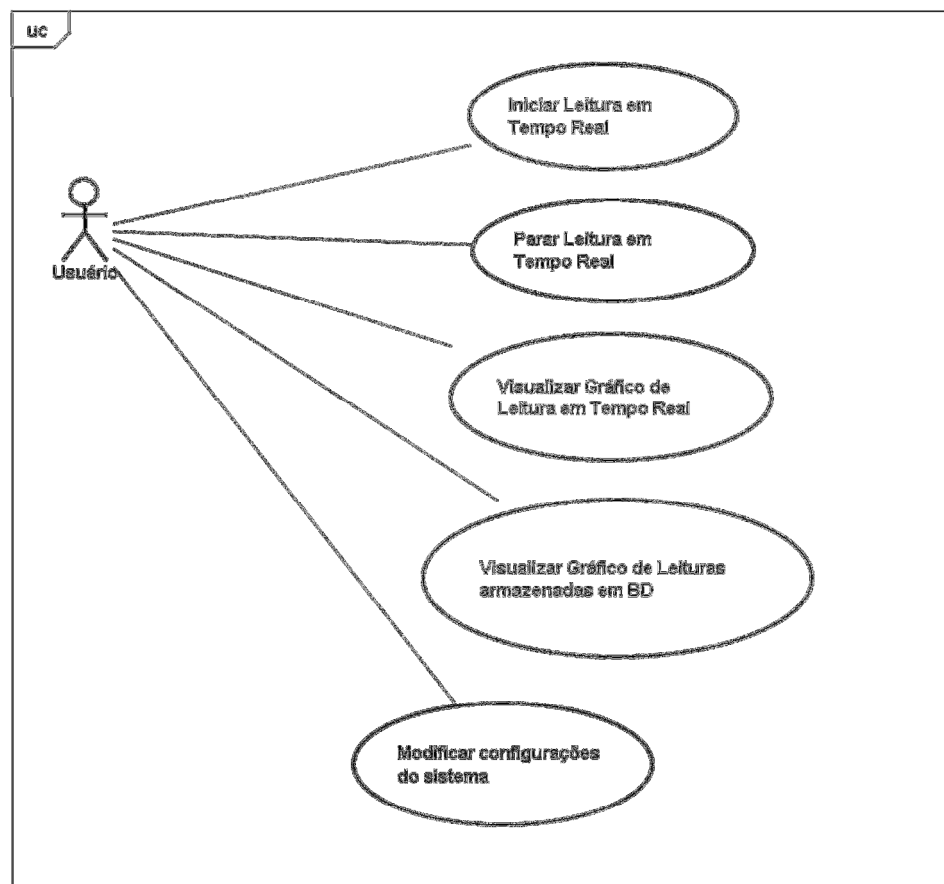 uc
Iniciar Leitura em
Tempo Real
Parar Leitura em
Tempo Real
Usuário
Visualizar Gráfico de
Leitura em Tempo Real
Visualizar Gráfico de Leituras
armazenadas em BD
Modificar configurações
do sistema